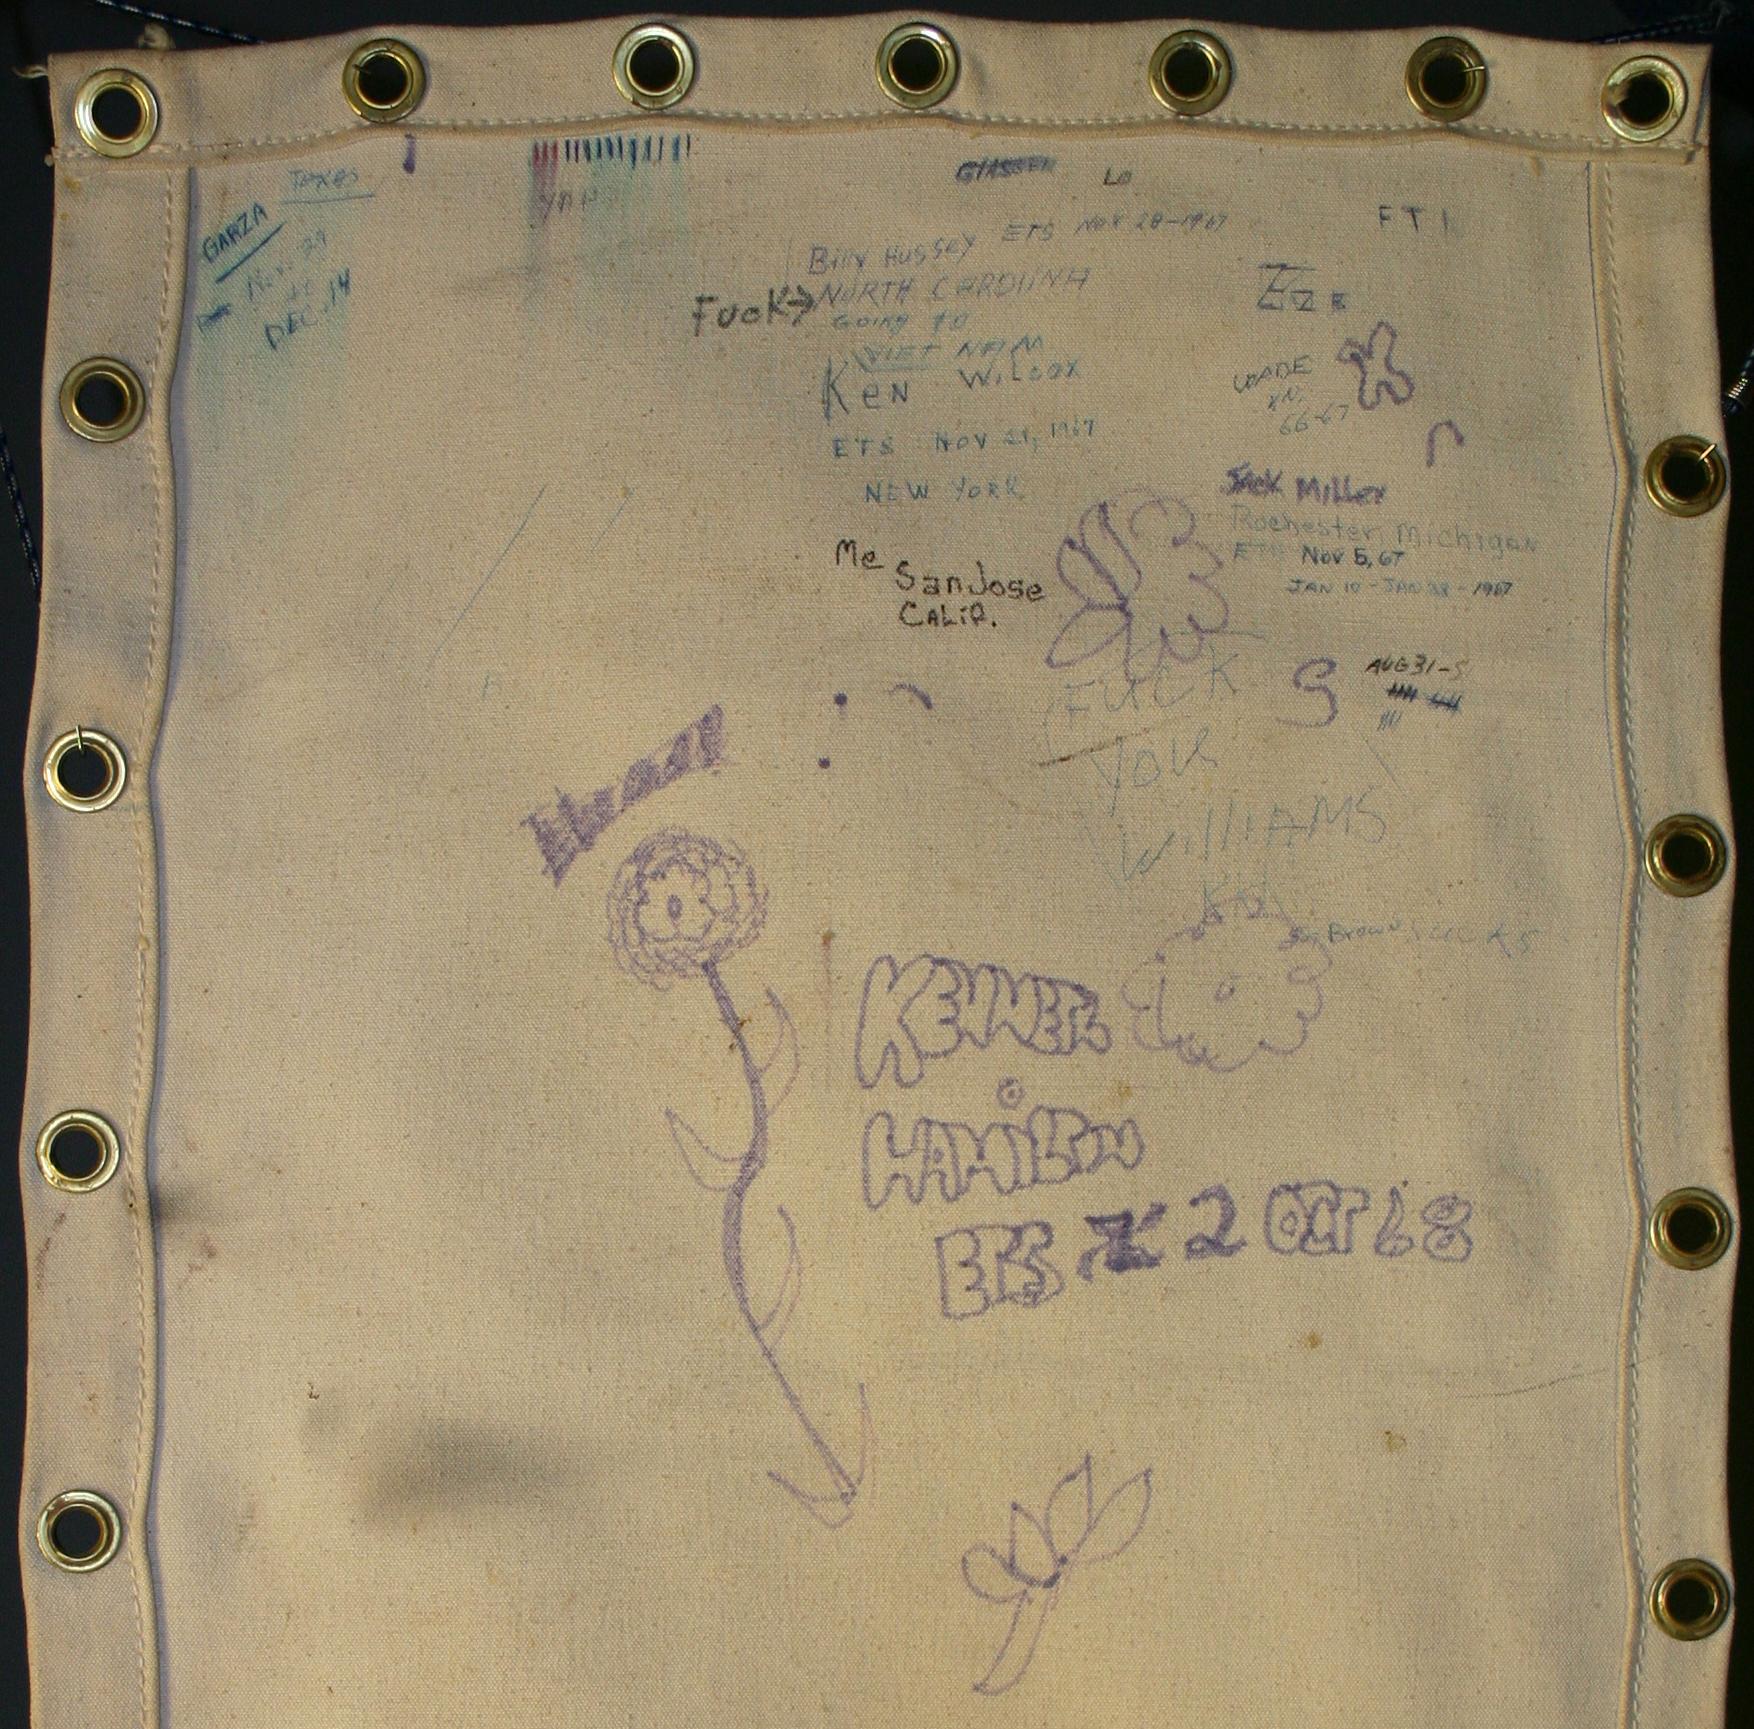 TEXAS
GARZA
Nov. 29
DEC. 14
GlASSEN
LO
FTI
ETS Nov 28-1967
Billy Hussey
FucK→ NORTH CAROLINA
GOING TO
VIET NAM
Ken Wilcox
ETS Nov 21, 1967
NEW YORK
WADE
66-67
Jack Miller
Rochester, Michigan
ETS Nov 5, 67
JAN 10 - JAN 28 - 1967
Me
San Jose
CALiF.
AUG 31-S
FUCK
You
WillIAMS
Brown SUCKS
KENNETH
HAMILTON
ETS 2 OCT 68